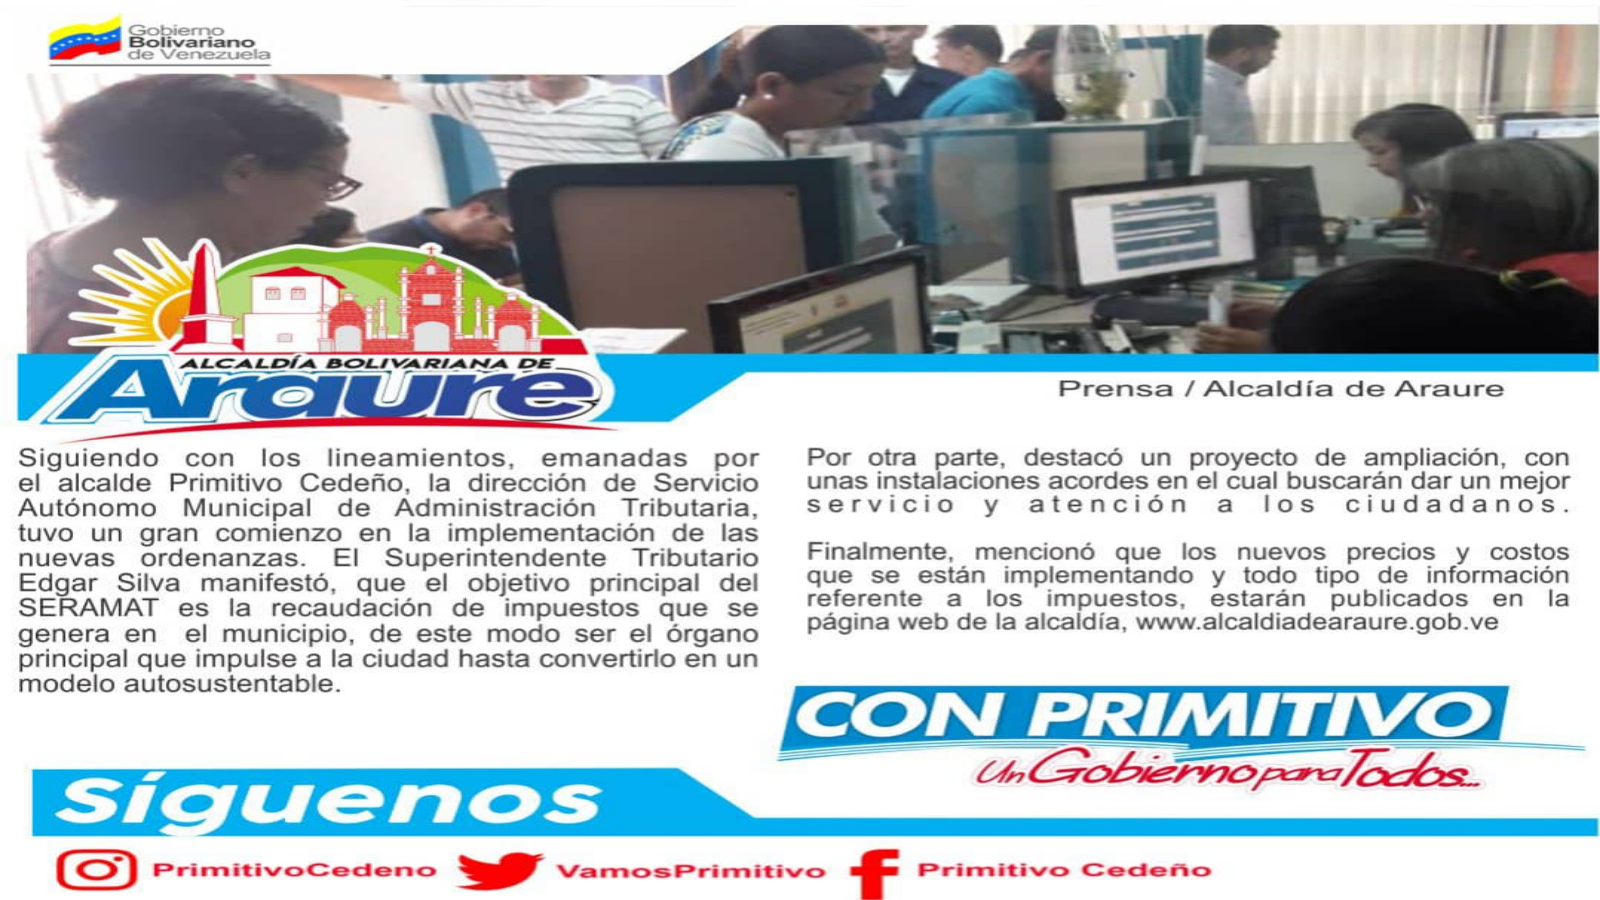 Gobierno
Bolivariano
de Venezuela
ALCALDÍA BOLIVARIANA DE
Araure
Prensa / Alcaldía de Araure
Siguiendo con los lineamientos, emanadas por
el alcalde Primitivo Cedeño, la dirección de Servicio
Autónomo Municipal de Administración Tributaria,
tuvo un gran comienzo en la implementación de las
nuevas ordenanzas. El Superintendente Tributario
Edgar Silva manifestó, que el objetivo principal del
SERAMAT es la recaudación de impuestos que se
genera en el municipio, de este modo ser el órgano
principal que impulse a la ciudad hasta convertirlo en un
modelo autosustentable.
Por otra parte, destacó un proyecto de ampliación, con
unas instalaciones acordes en el cual buscarán dar un mejor
servicio y atención a los ciudadanos.
Finalmente, mencionó que los nuevos precios y costos
que se están implementando y todo tipo de información
referente a los impuestos, estarán publicados en la
página web de la alcaldía, www.alcaldiadearaure.gob.ve
CON PRIMITIVO
Un Gobierno para Todos...
Síguenos
PrimitivoCedeno VamosPrimitivo Primitivo Cedeño